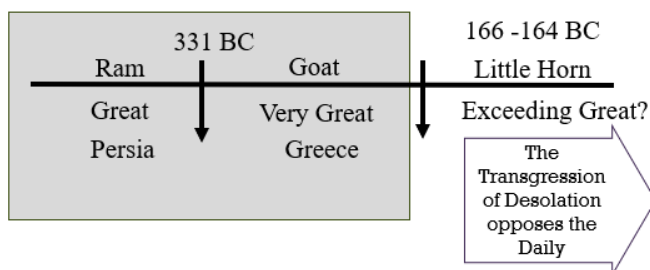 331 BC
166 -164 BC
Ram
Goat
Little Horn
Great
Very Great
Exceeding Great?
Persia
Greece
The
Transgression
of Desolation
opposes the
Daily